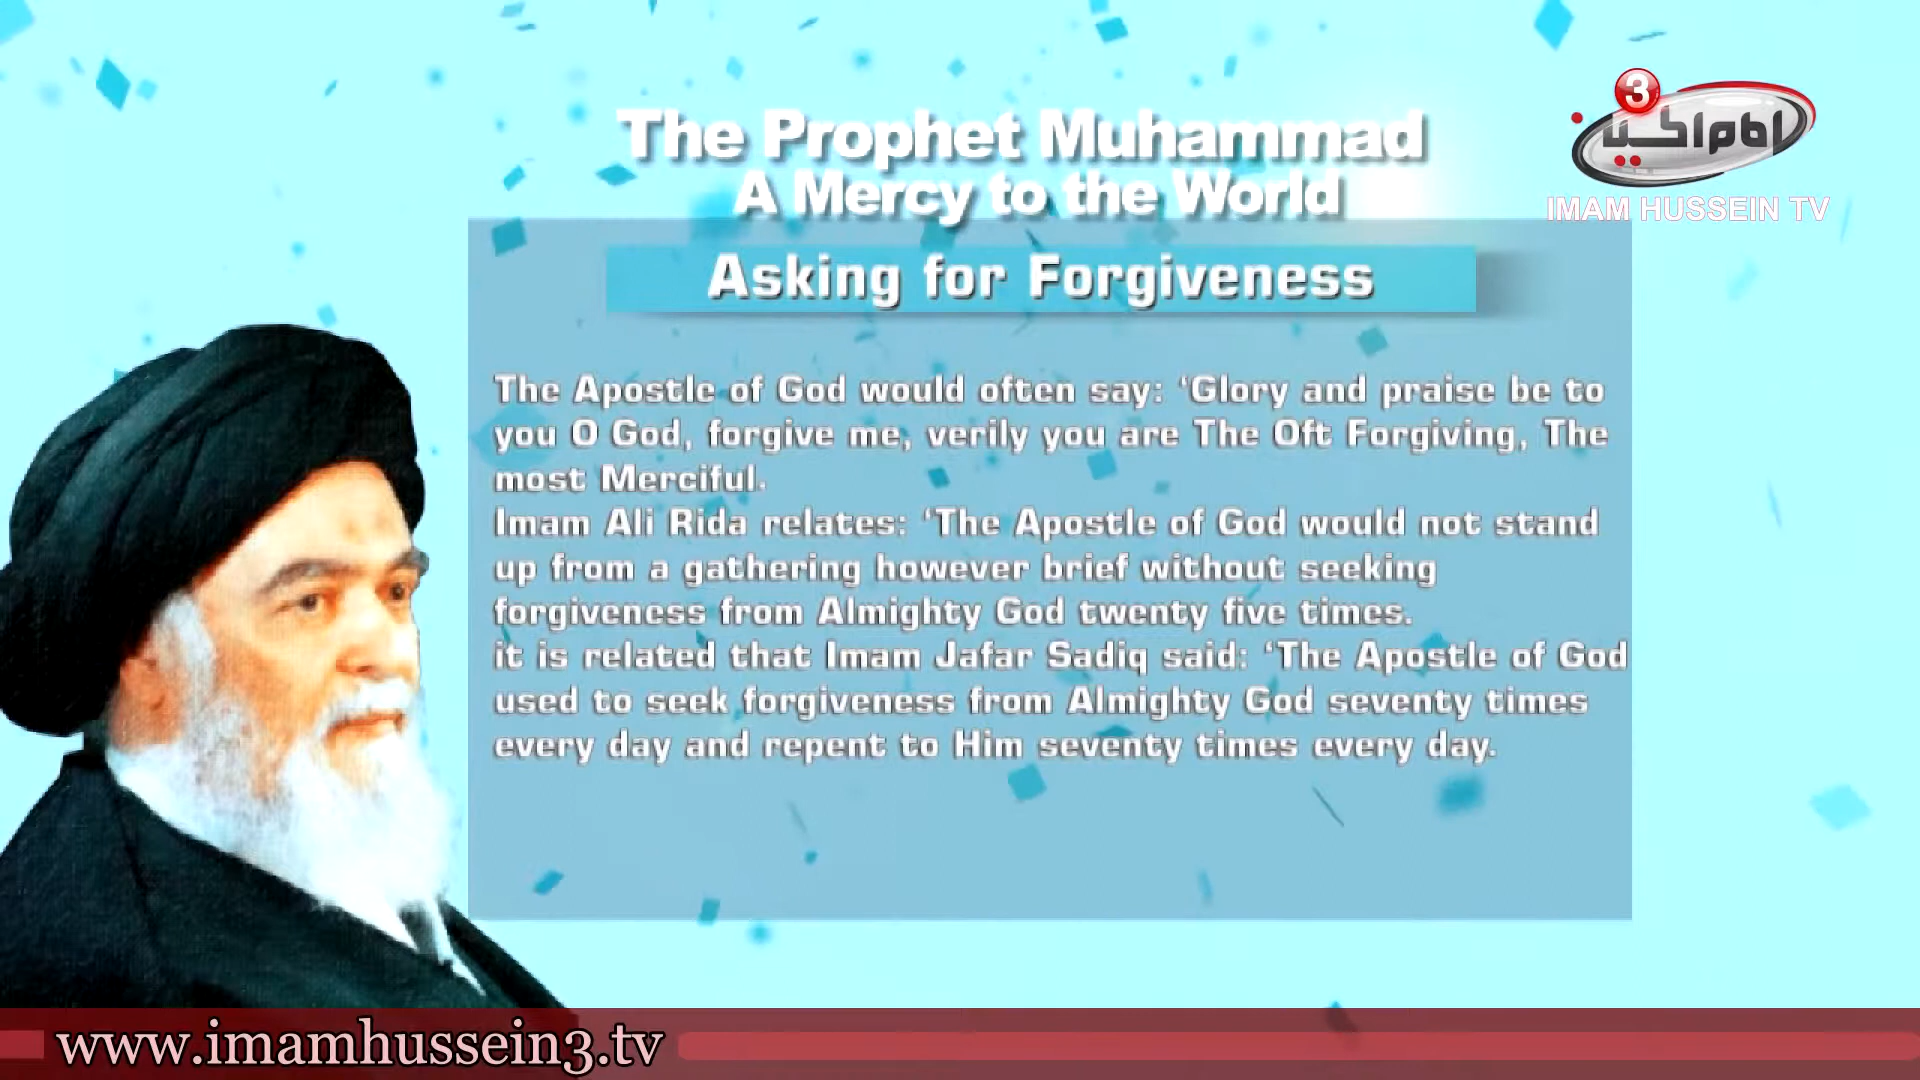 The Prophet Muhammad
A Mercy to the World
3
امام حسین
IMAM HUSSEIN TV
Asking for Forgiveness
The Apostle of God would often say: ‘Glory and praise be to
you O God, forgive me, verily you are The Oft Forgiving, The
most Merciful.
Imam Ali Rida relates: ‘The Apostle of God would not stand
up from a gathering however brief without seeking
forgiveness from Almighty God twenty five times.
it is related that Imam Jafar Sadiq said: ‘The Apostle of God
used to seek forgiveness from Almighty God seventy times
every day and repent to Him seventy times every day.
www.imamhussein3.tv